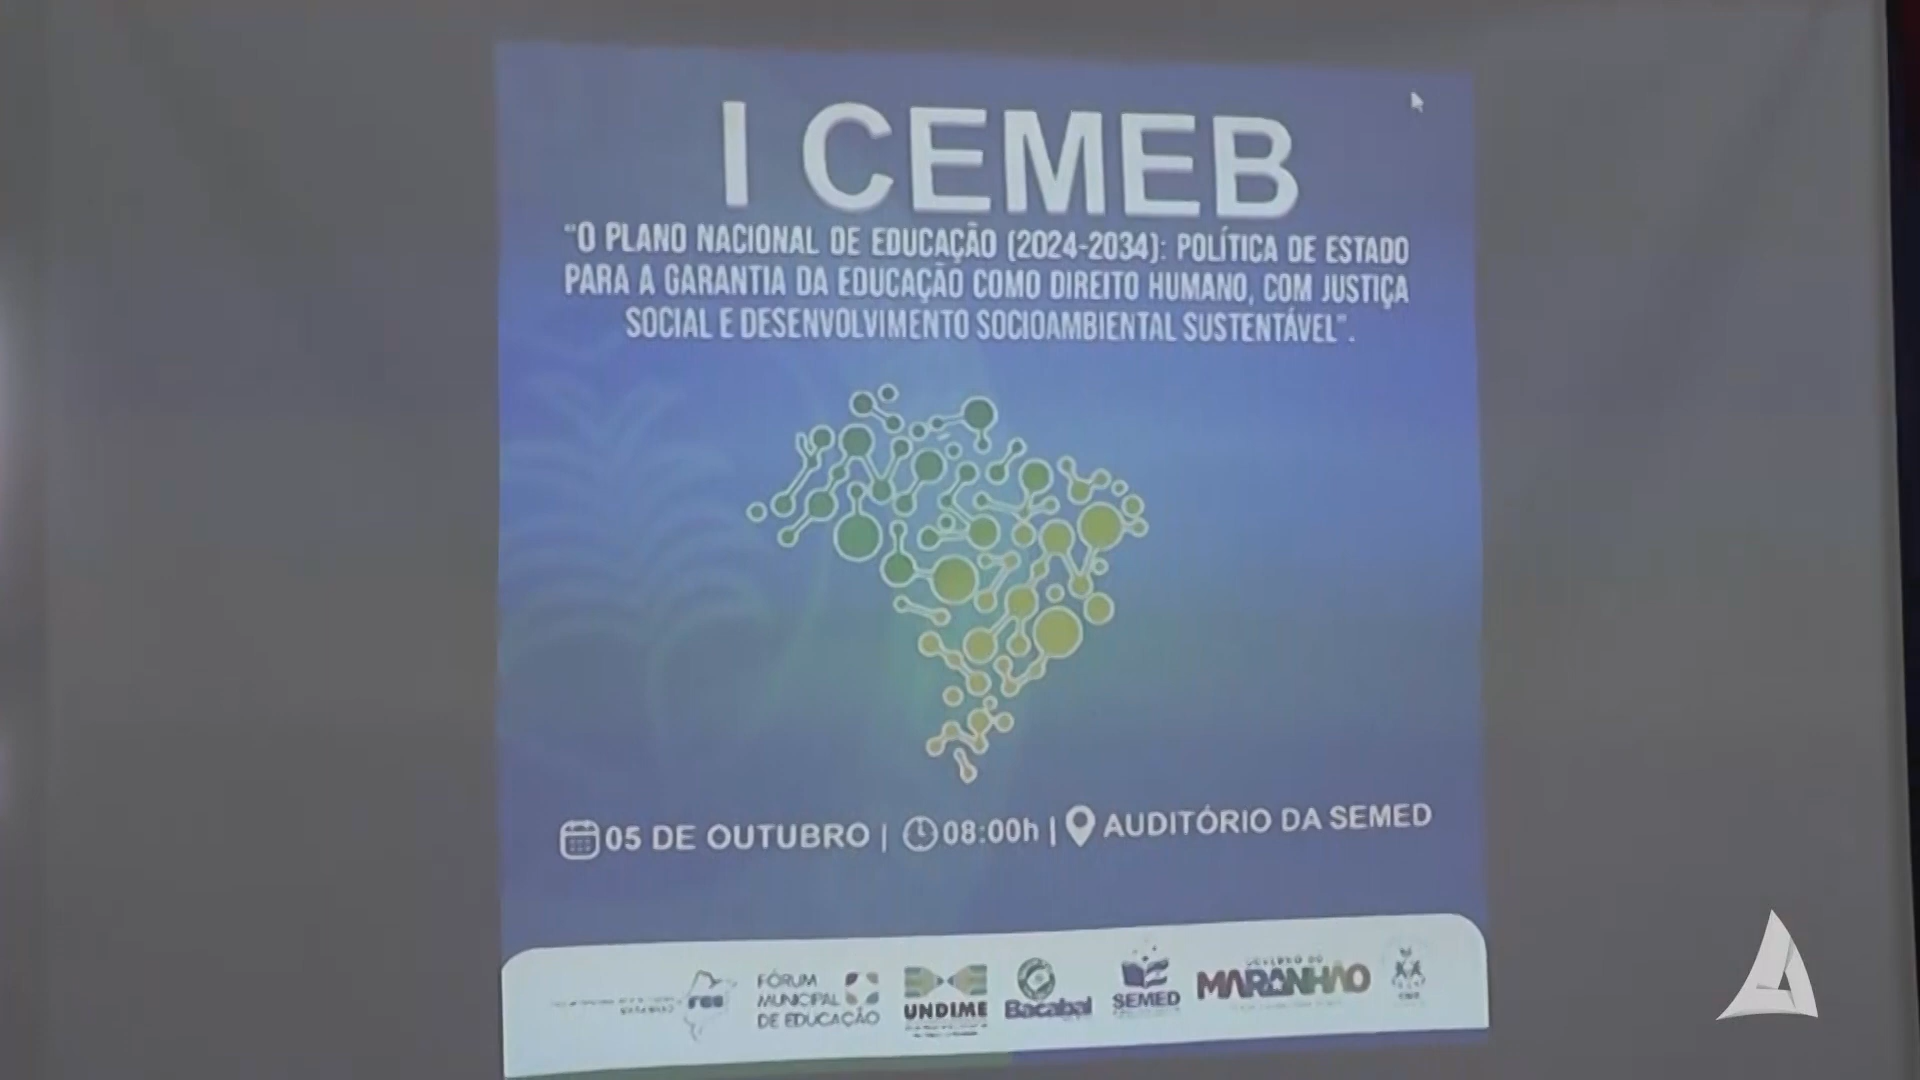 I CEMEB
"O PLANO NACIONAL DE EDUCAÇÃO (2024-2034): POLÍTICA DE ESTADO
PARA A GARANTIA DA EDUCAÇÃO COMO DIREITO HUMANO, COM JUSTIÇA
SOCIAL E DESENVOLVIMENTO SOCIOAMBIENTAL SUSTENTÁVEL".
05 DE OUTUBRO | 08:00h | AUDITÓRIO DA SEMED
FÓRUM
MUNICIPAL
DE EDUCAÇÃO
UNDIME
Bacabal
SEMED
GOVERNO DO
MARANHÃO